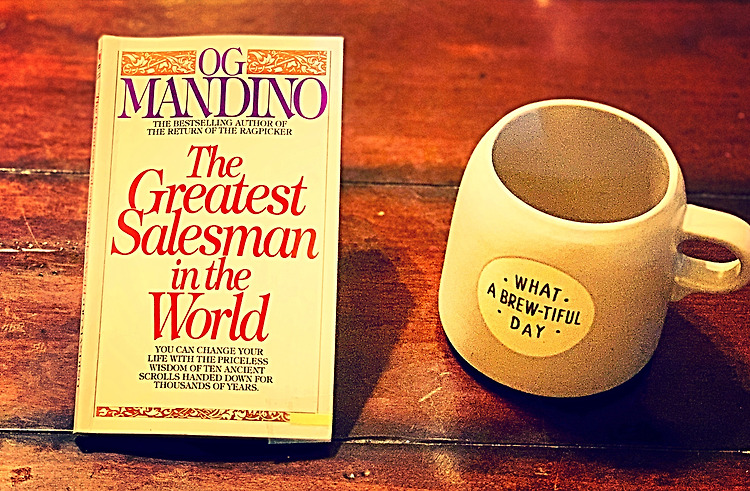 OG
MANDINO
THE BESTSELLING AUTHOR OF
THE RETURN OF THE RAGPICKER
The
Greatest
Salesman
in the
World
YOU CAN CHANGE YOUR
LIFE WITH THE PRICELESS
WISDOM OF TEN ANCIENT
SCROLLS HANDED DOWN FOR
THOUSANDS OF YEARS.
· WHAT ·
A BREW-TIFUL
· DAY ·